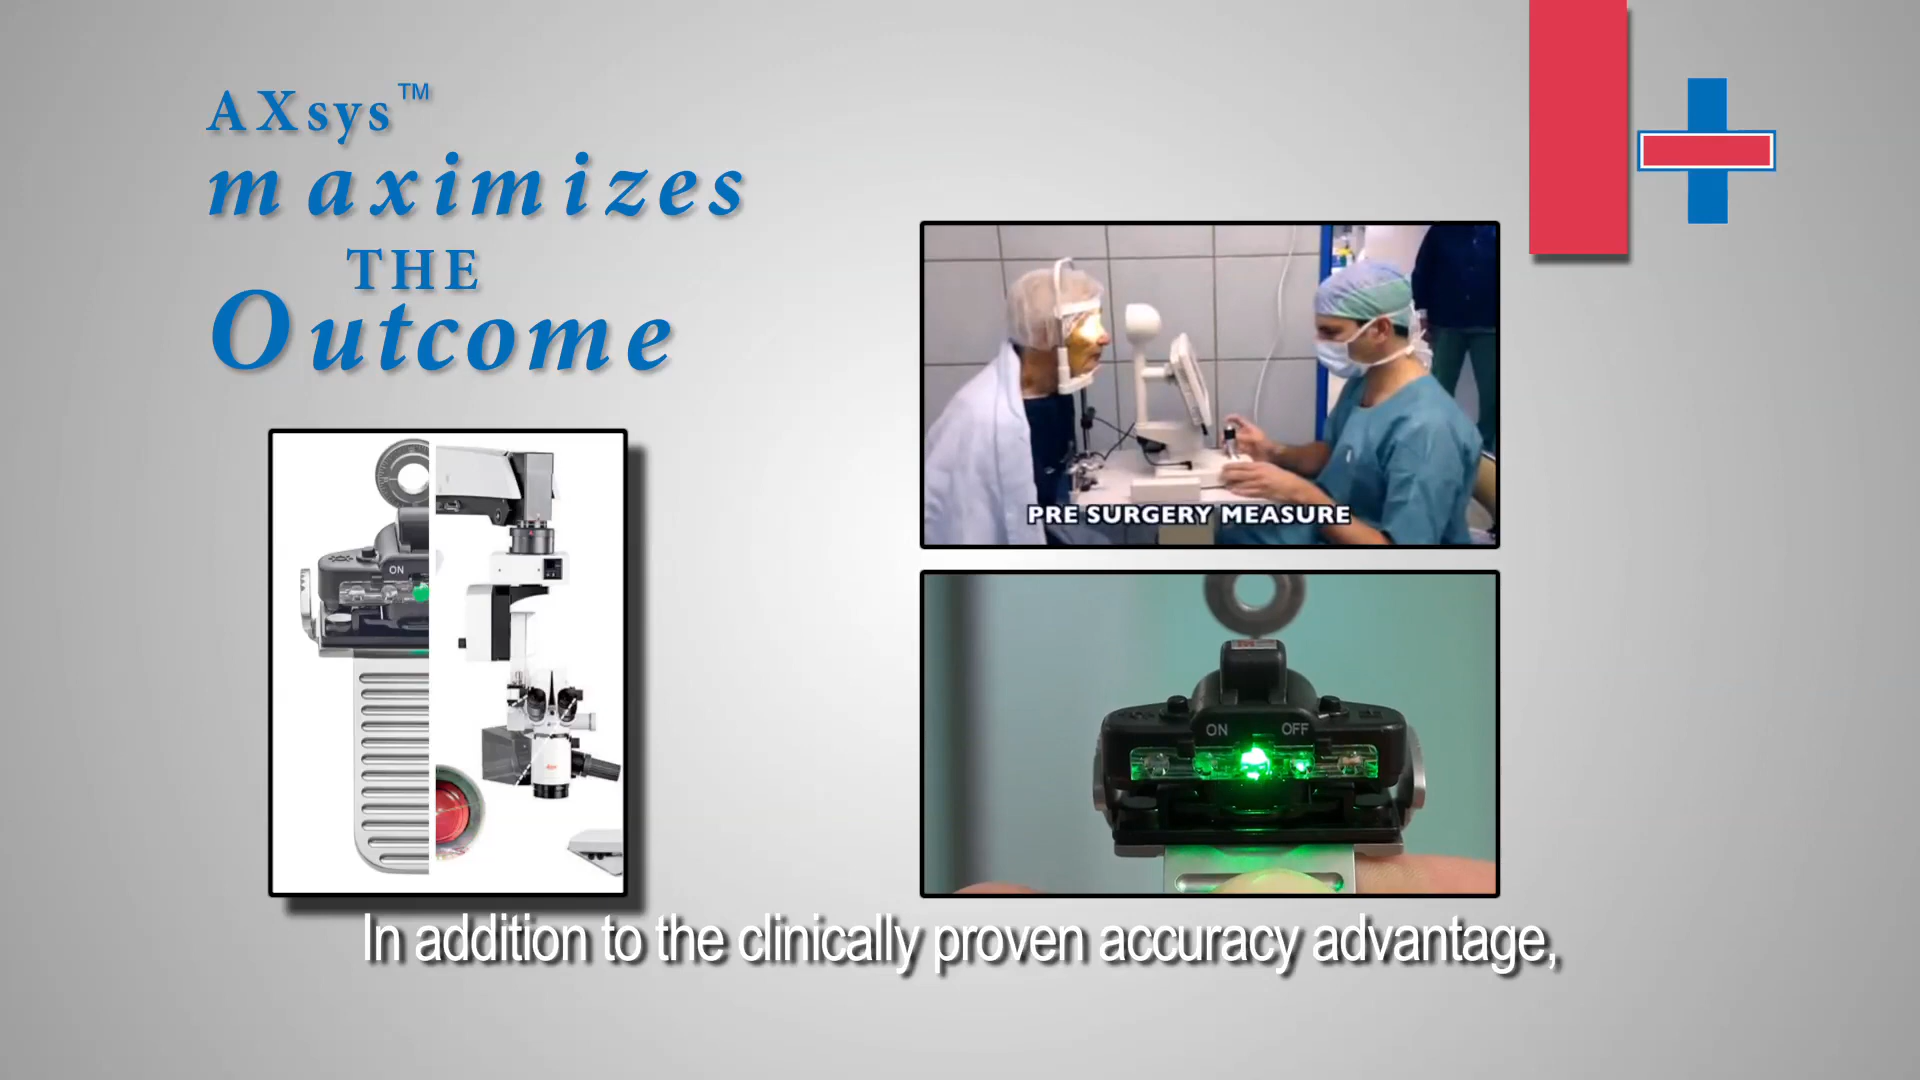 AXsys™
maximizes
THE
Outcome
PRE SURGERY MEASURE
ON
ON OFF
In addition to the clinically proven accuracy advantage,